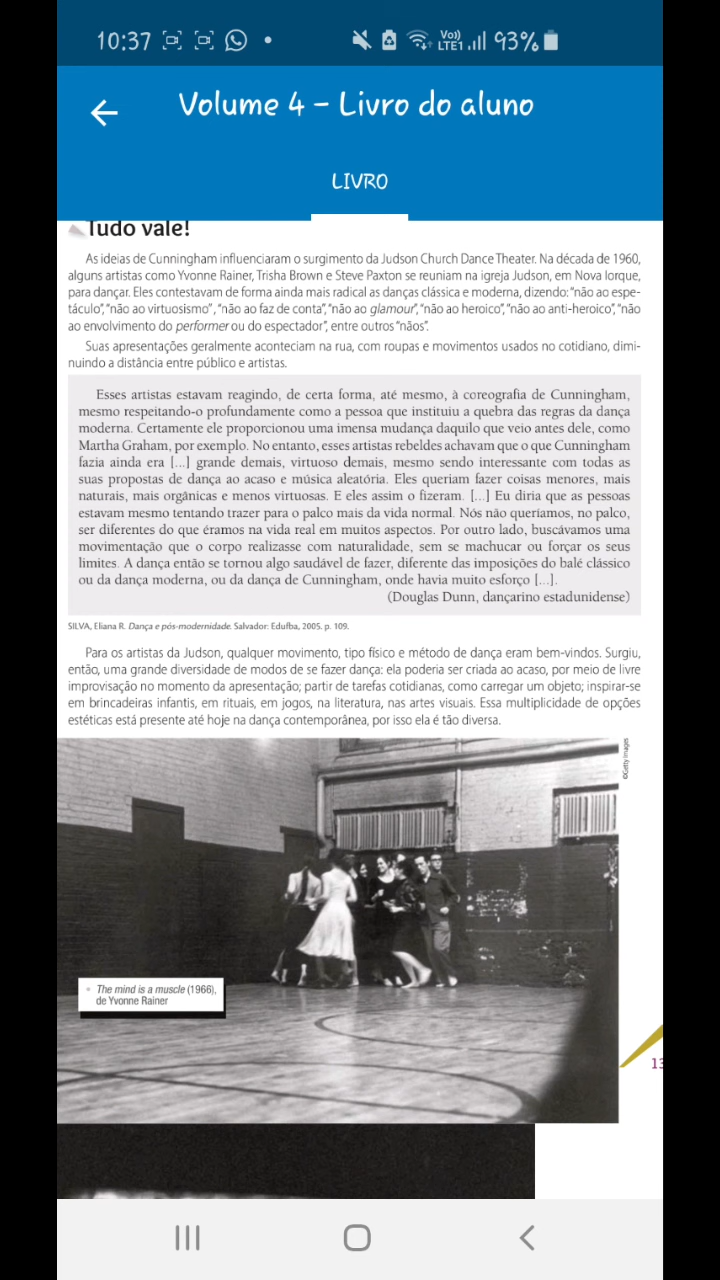 10:37
Vo))
LTE1
93%
Volume 4 – Livro do aluno
LIVRO
Tudo vale!
As ideias de Cunningham influenciaram o surgimento da Judson Church Dance Theater. Na década de 1960,
alguns artistas como Yvonne Rainer, Trisha Brown e Steve Paxton se reuniam na igreja Judson, em Nova Iorque,
para dançar. Eles contestavam de forma ainda mais radical as danças clássica e moderna, dizendo: “não ao espe-
táculo”, “não ao virtuosismo”, “não ao faz de conta”, “não ao glamour”, “não ao heroico”, “não ao anti-heroico”, “não
ao envolvimento do performer ou do espectador”, entre outros “nãos”.
Suas apresentações geralmente aconteciam na rua, com roupas e movimentos usados no cotidiano, dimi-
nuindo a distância entre público e artistas.
Esses artistas estavam reagindo, de certa forma, até mesmo, à coreografia de Cunningham,
mesmo respeitando-o profundamente como a pessoa que instituiu a quebra das regras da dança
moderna. Certamente ele proporcionou uma imensa mudança daquilo que veio antes dele, como
Martha Graham, por exemplo. No entanto, esses artistas rebeldes achavam que o que Cunningham
fazia ainda era [...] grande demais, virtuoso demais, mesmo sendo interessante com todas as
suas propostas de dança ao acaso e música aleatória. Eles queriam fazer coisas menores, mais
naturais, mais orgânicas e menos virtuosas. E eles assim o fizeram. [...] Eu diria que as pessoas
estavam mesmo tentando trazer para o palco mais da vida normal. Nós não queríamos, no palco,
ser diferentes do que éramos na vida real em muitos aspectos. Por outro lado, buscávamos uma
movimentação que o corpo realizasse com naturalidade, sem se machucar ou forçar os seus
limites. A dança então se tornou algo saudável de fazer, diferente das imposições do balé clássico
ou da dança moderna, ou da dança de Cunningham, onde havia muito esforço [...].
(Douglas Dunn, dançarino estadunidense)
SILVA, Eliana R. Dança e pós-modernidade. Salvador: Edufba, 2005. p. 109.
Para os artistas da Judson, qualquer movimento, tipo físico e método de dança eram bem-vindos. Surgiu,
então, uma grande diversidade de modos de se fazer dança: ela poderia ser criada ao acaso, por meio de livre
improvisação no momento da apresentação; partir de tarefas cotidianas, como carregar um objeto; inspirar-se
em brincadeiras infantis, em rituais, em jogos, na literatura, nas artes visuais. Essa multiplicidade de opções
estéticas está presente até hoje na dança contemporânea, por isso ela é tão diversa.
©Getty Images
The mind is a muscle (1966),
de Yvonne Rainer
13